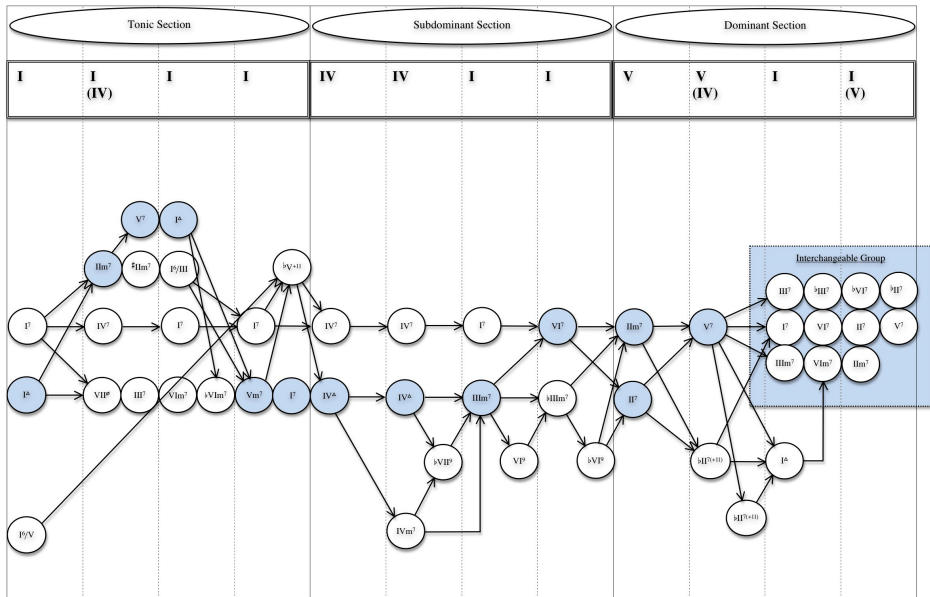 Tonic Section Subdominant Section Dominant Section
I I I I IV IV I I V V I I
(IV) (IV) (V)
V⁷ I▵
Interchangeable Group
IIm⁷ ♯IIm⁷ I⁶/III ♭V⁺¹¹
III⁷ ♭III⁷ ♭VI⁷ ♭II⁷
I⁷ IV⁷ I⁷ I⁷ IV⁷ IV⁷ I⁷ VI⁷ IIm⁷ V⁷ I⁷ VI⁷ II⁷ V⁷
IIIm⁷ VIm⁷ IIm⁷
I▵ VIIᵒ̸ III⁷ VIm⁷ ♭VIm⁷ Vm⁷ I⁷ IV▵ IV▵ IIIm⁷ ♭IIIm⁷ II⁷
♭VII⁹ VI⁹ ♭VI⁹ ♭II⁷⁽⁺¹¹⁾ I▵
♭II⁷⁽⁺¹¹⁾
I⁶/V IVm⁷